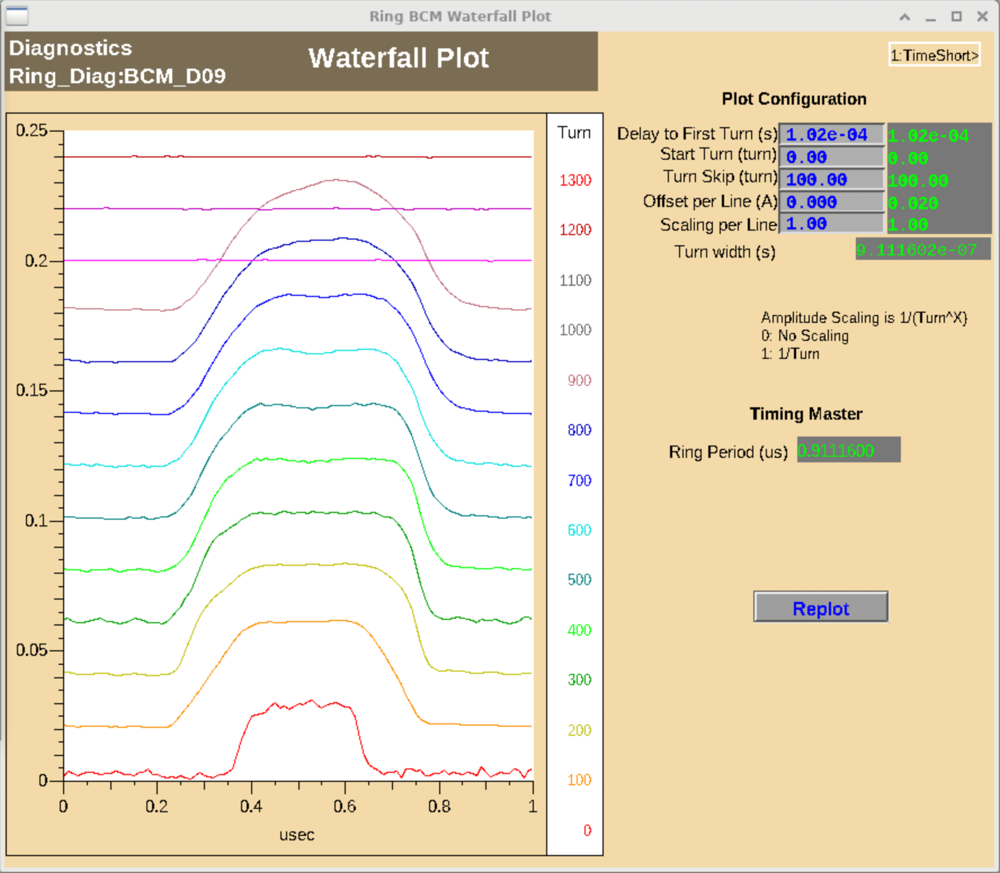 Ring BCM Waterfall Plot
Diagnostics
Ring_Diag:BCM_D09
Waterfall Plot
1:TimeShort>
Plot Configuration
Delay to First Turn (s) 1.02e-04 1.02e-04
Start Turn (turn) 0.00 0.00
Turn Skip (turn) 100.00 100.00
Offset per Line (A) 0.000 0.020
Scaling per Line 1.00 1.00
Turn width (s) 9.111602e-07
Amplitude Scaling is 1/(Turn^X)
0: No Scaling
1: 1/Turn
Timing Master
Ring Period (us) 0.9111600
Replot
0.25
0.2
0.15
0.1
0.05
0
0 0.2 0.4 0.6 0.8 1
usec
Turn
1300
1200
1100
1000
900
800
700
600
500
400
300
200
100
0